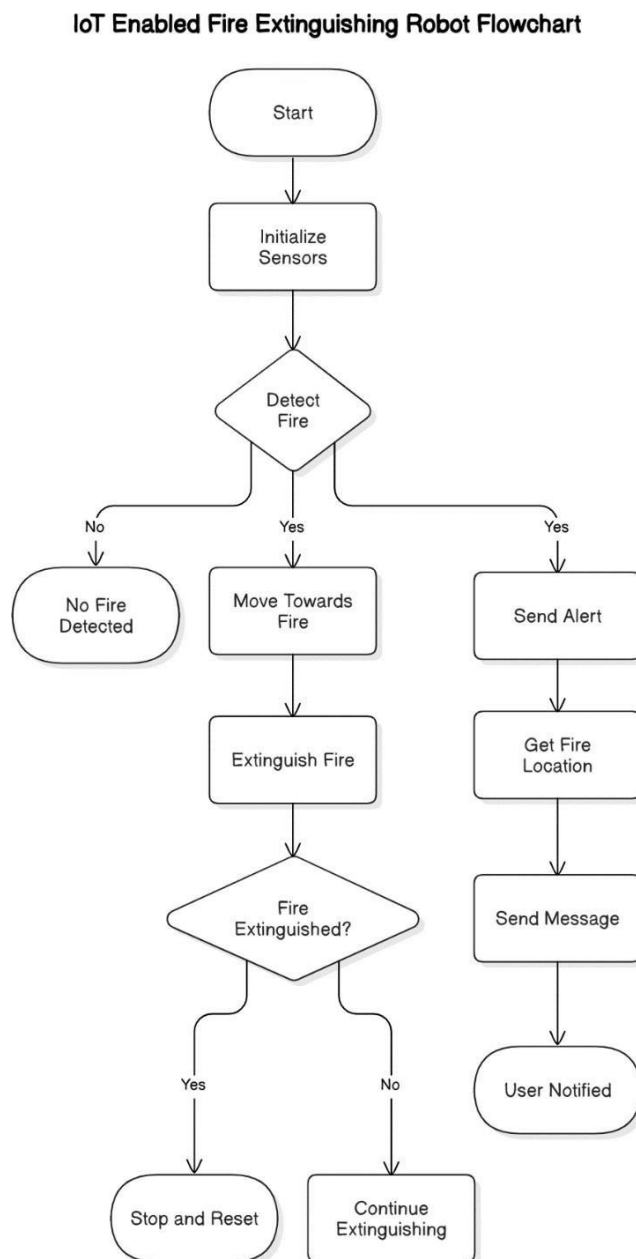 IoT Enabled Fire Extinguishing Robot Flowchart
Start
Initialize
Sensors
Detect
Fire
No
Yes
Yes
No Fire
Detected
Move Towards
Fire
Send Alert
Extinguish Fire
Get Fire
Location
Fire
Extinguished?
Send Message
Yes
No
User Notified
Stop and Reset
Continue
Extinguishing